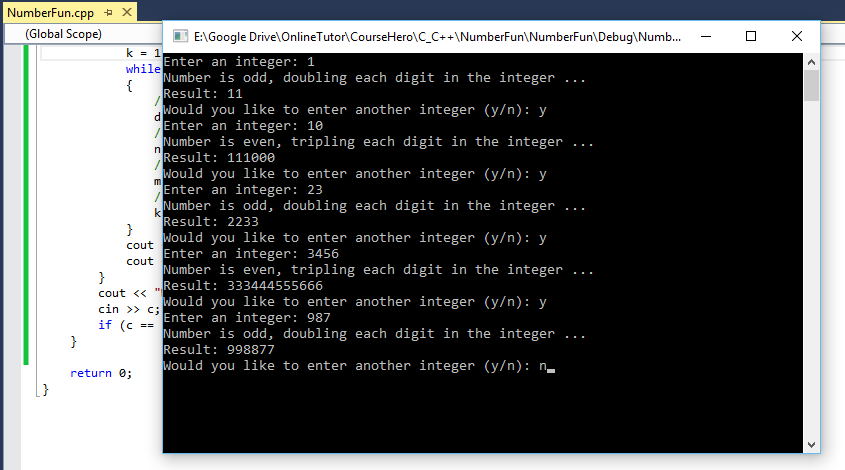 NumberFun.cpp
(Global Scope)
E:\Google Drive\OnlineTutor\CourseHero\C_C++\NumberFun\NumberFun\Debug\Numb...
k = 1
while
{
/
d
/
n
/
m
/
k
}
cout
cout
}
cout << "
cin >> c;
if (c ==
}
return 0;
}
Enter an integer: 1
Number is odd, doubling each digit in the integer ...
Result: 11
Would you like to enter another integer (y/n): y
Enter an integer: 10
Number is even, tripling each digit in the integer ...
Result: 111000
Would you like to enter another integer (y/n): y
Enter an integer: 23
Number is odd, doubling each digit in the integer ...
Result: 2233
Would you like to enter another integer (y/n): y
Enter an integer: 3456
Number is even, tripling each digit in the integer ...
Result: 333444555666
Would you like to enter another integer (y/n): y
Enter an integer: 987
Number is odd, doubling each digit in the integer ...
Result: 998877
Would you like to enter another integer (y/n): n